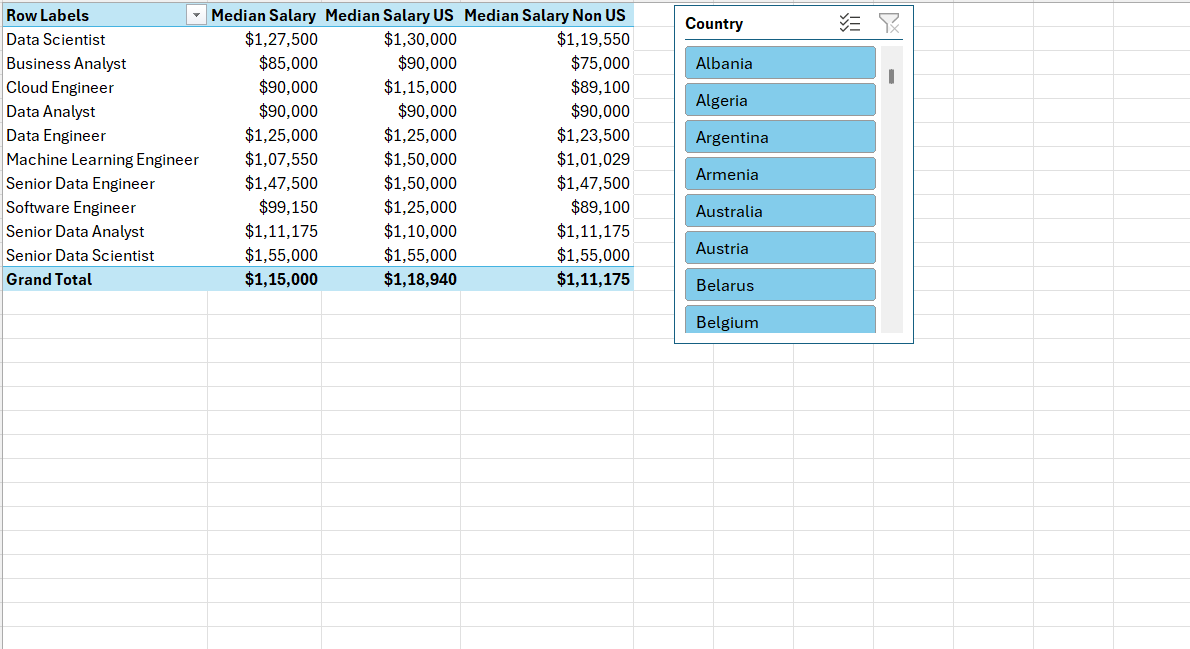 Row Labels Median Salary Median Salary US Median Salary Non US
Data Scientist $1,27,500 $1,30,000 $1,19,550
Business Analyst $85,000 $90,000 $75,000
Cloud Engineer $90,000 $1,15,000 $89,100
Data Analyst $90,000 $90,000 $90,000
Data Engineer $1,25,000 $1,25,000 $1,23,500
Machine Learning Engineer $1,07,550 $1,50,000 $1,01,029
Senior Data Engineer $1,47,500 $1,50,000 $1,47,500
Software Engineer $99,150 $1,25,000 $89,100
Senior Data Analyst $1,11,175 $1,10,000 $1,11,175
Senior Data Scientist $1,55,000 $1,55,000 $1,55,000
Grand Total $1,15,000 $1,18,940 $1,11,175
Country
Albania
Algeria
Argentina
Armenia
Australia
Austria
Belarus
Belgium